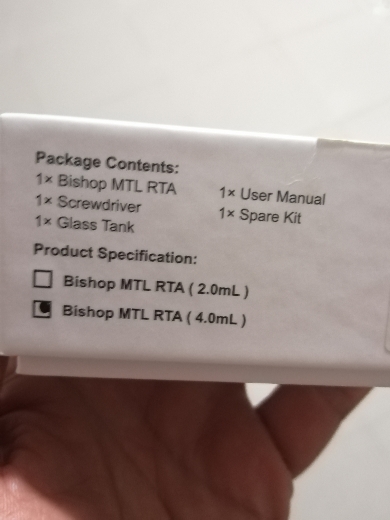 Package Contents:
1× Bishop MTL RTA
1× Screwdriver
1× Glass Tank
1× User Manual
1× Spare Kit
Product Specification:
Bishop MTL RTA ( 2.0mL )
Bishop MTL RTA ( 4.0mL )